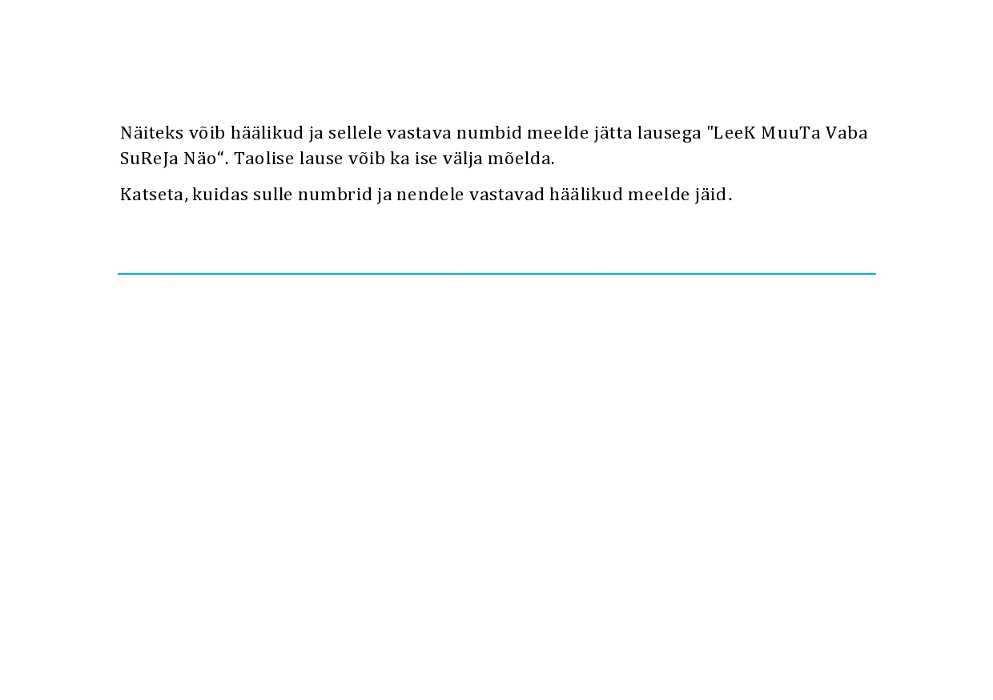 Näiteks võib häälikud ja sellele vastava numbid meelde jätta lausega "LeeK MuuTa Vaba
SuReJa Näo“. Taolise lause võib ka ise välja mõelda.
Katseta, kuidas sulle numbrid ja nendele vastavad häälikud meelde jäid.